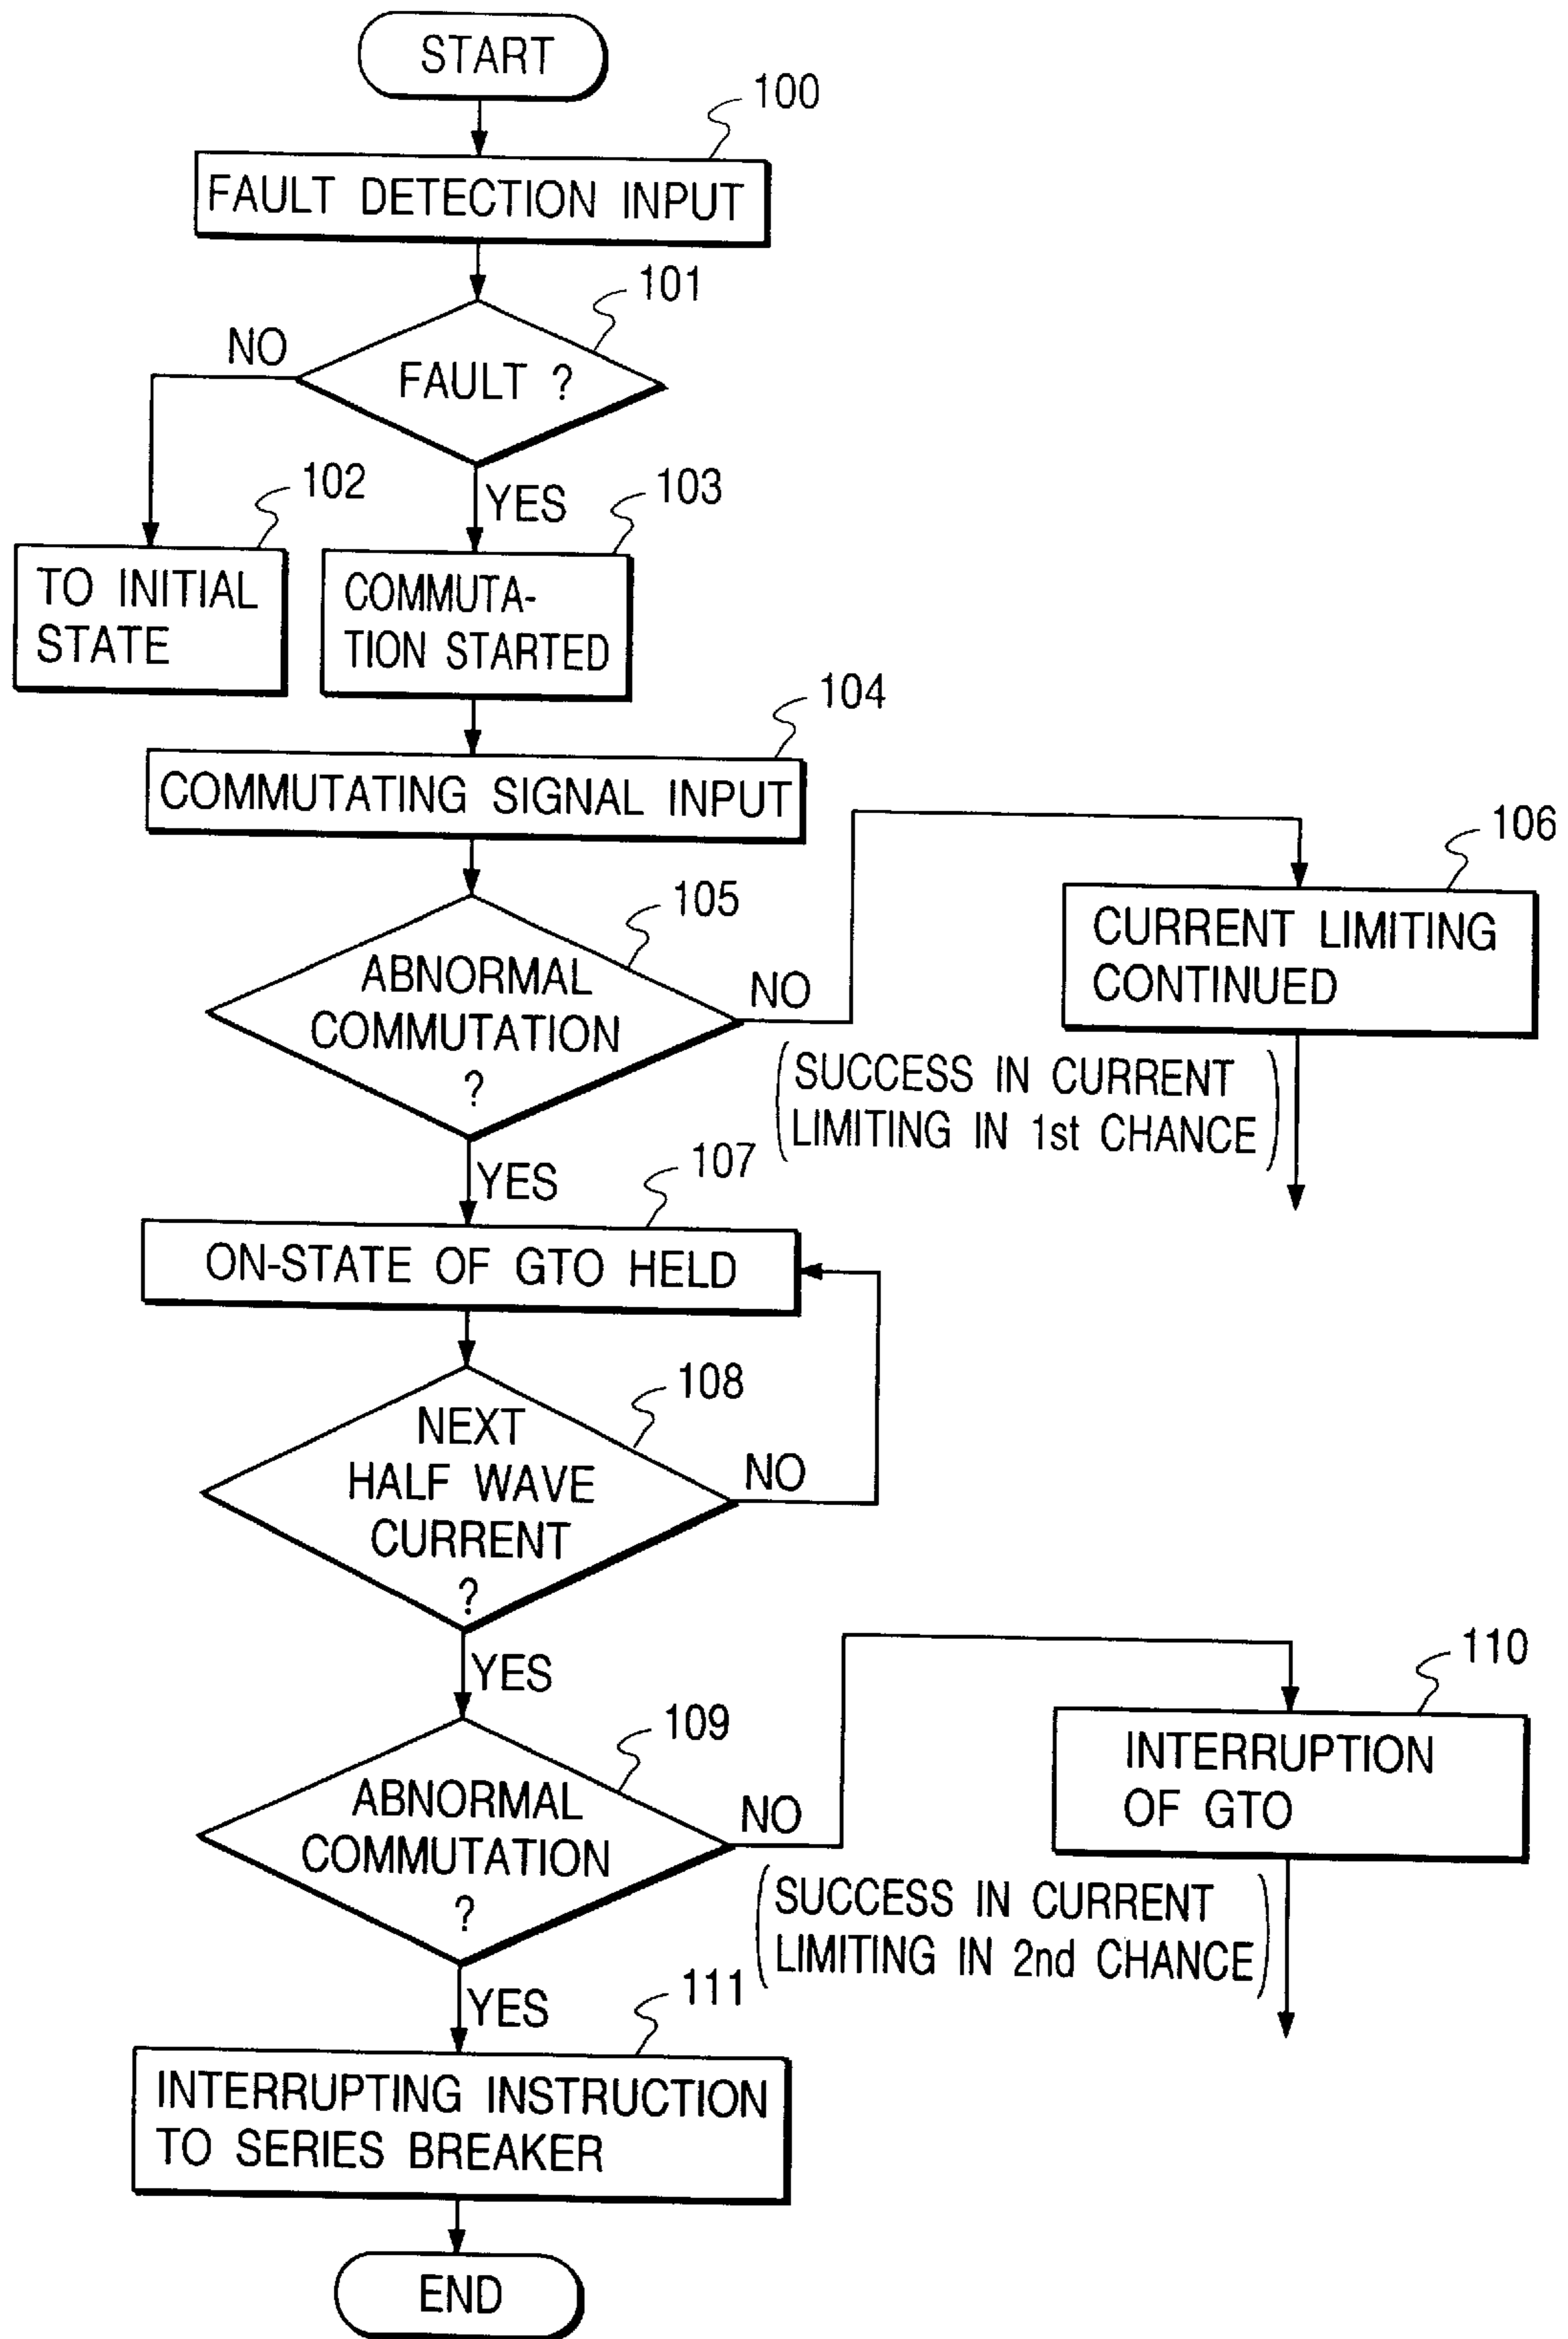 START
100
FAULT DETECTION INPUT
101
NO
FAULT ?
102
YES
103
TO INITIAL
STATE
COMMUTA-
TION STARTED
104
COMMUTATING SIGNAL INPUT
106
105
CURRENT LIMITING
CONTINUED
ABNORMAL
COMMUTATION
?
NO
(SUCCESS IN CURRENT
LIMITING IN 1st CHANCE)
YES
107
ON-STATE OF GTO HELD
108
NEXT
HALF WAVE
CURRENT
?
NO
YES
110
109
INTERRUPTION
OF GTO
ABNORMAL
COMMUTATION
?
NO
(SUCCESS IN CURRENT
LIMITING IN 2nd CHANCE)
YES
111
INTERRUPTING INSTRUCTION
TO SERIES BREAKER
END